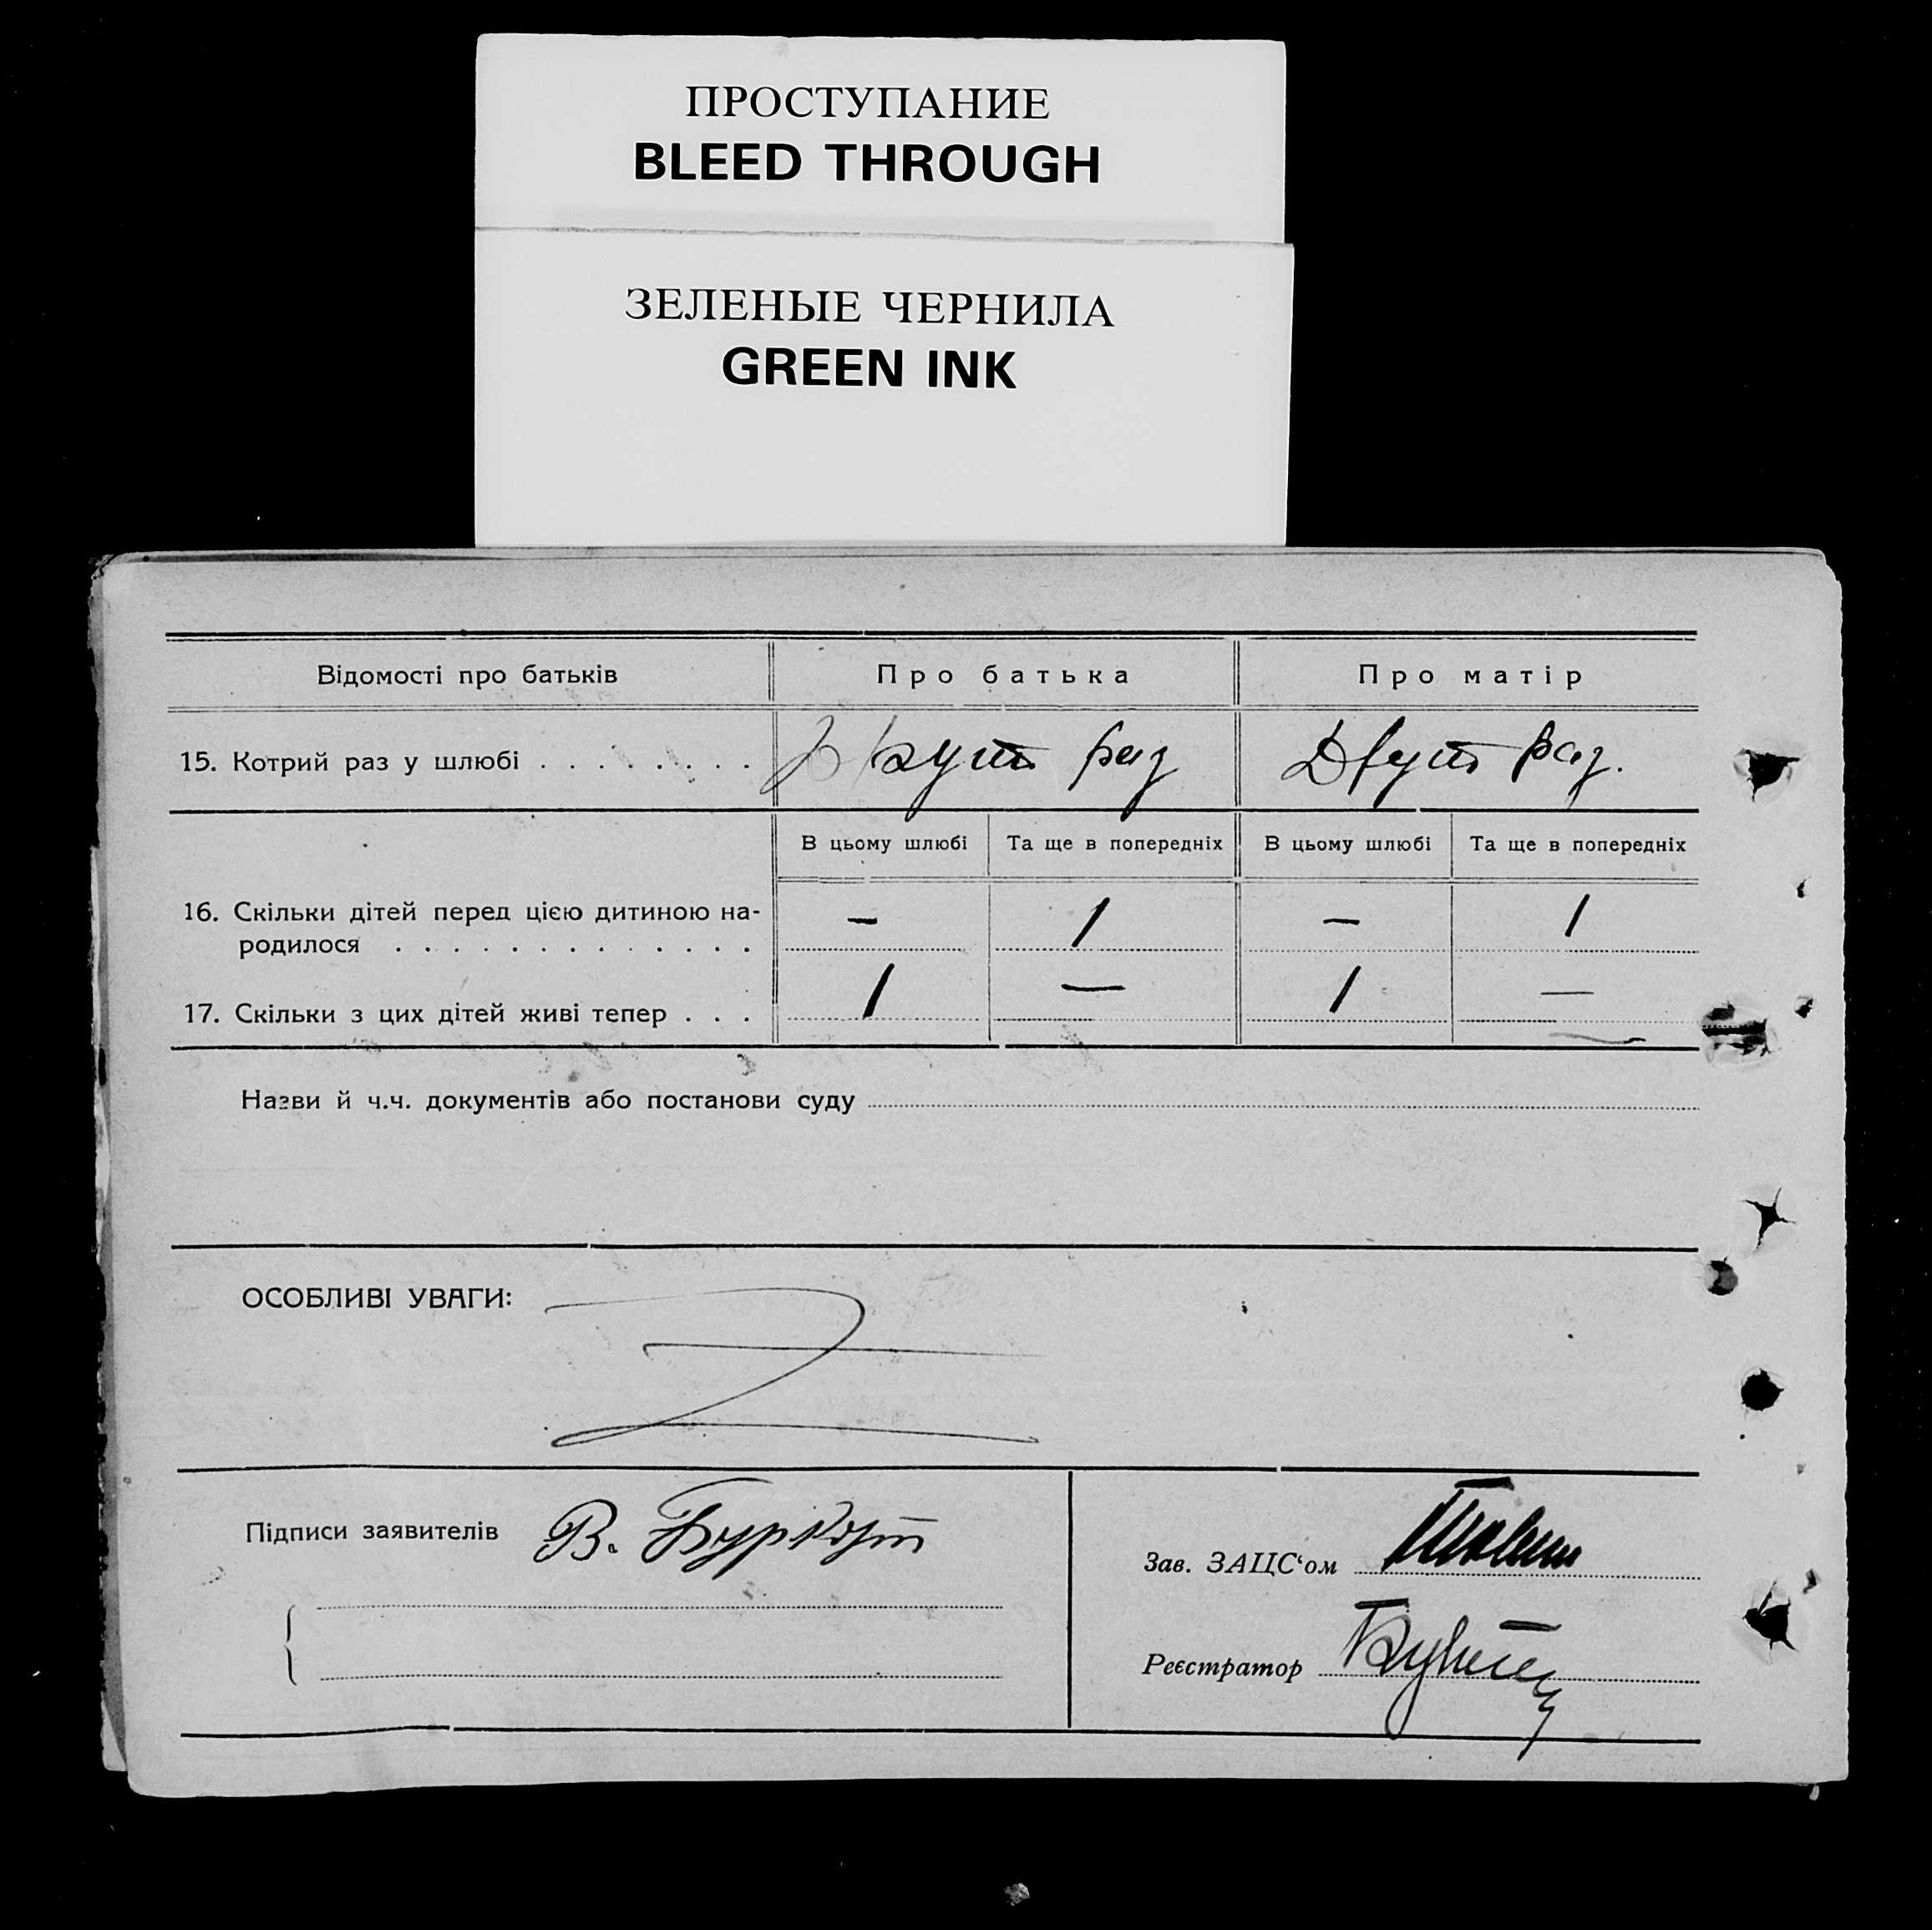 ПРОСТУПАНИЕ
BLEED THROUGH
ЗЕЛЕНЫЕ ЧЕРНИЛА
GREEN INK
Відомості про батьків Про батька Про матір
15. Котрий раз у шлюбі . . . . . . . . раз раз.
В цьому шлюбі Та ще в попередніх В цьому шлюбі Та ще в попередніх
16. Скільки дітей перед цією дитиною на- — 1 — 1
родилося . . . . . . . . . . . . .
17. Скільки з цих дітей живі тепер . . . 1 — 1 —
Назви й ч.ч. документів або постанови суду
ОСОБЛИВІ УВАГИ:
Підписи заявителів В.
Зав. ЗАЦС‘ом
Реєстратор